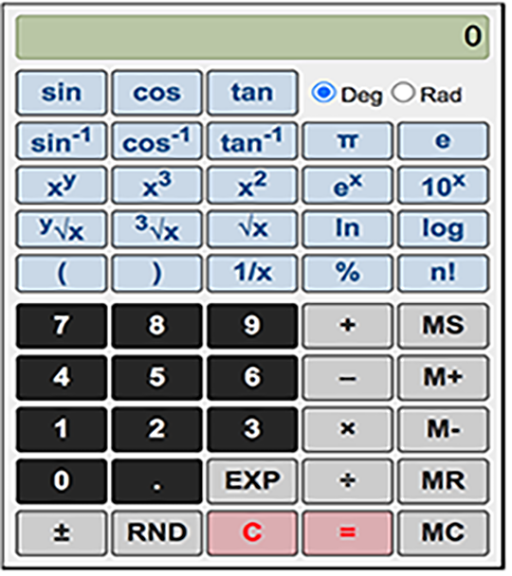 0
sin cos tan Deg Rad
sin⁻¹ cos⁻¹ tan⁻¹ π e
xʸ x³ x² eˣ 10ˣ
ʸ√x ³√x √x ln log
( ) 1/x % n!
7 8 9 + MS
4 5 6 – M+
1 2 3 × M-
0 . EXP ÷ MR
± RND C = MC